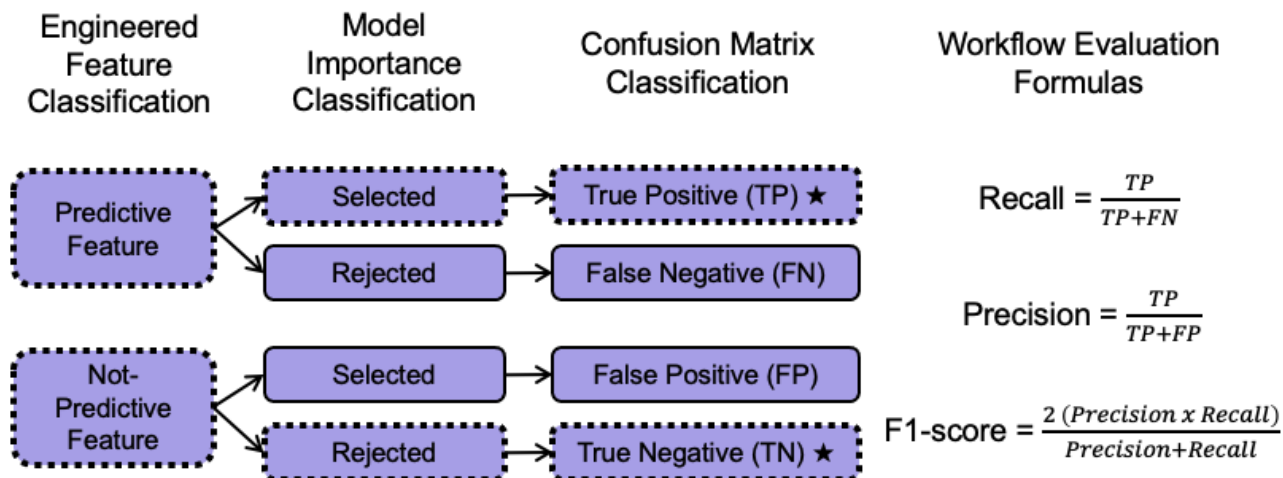 Engineered
Feature
Classification
Model
Importance
Classification
Confusion Matrix
Classification
Workflow Evaluation
Formulas
Predictive
Feature
Selected
True Positive (TP) ★
Rejected
False Negative (FN)
Not-
Predictive
Feature
Selected
False Positive (FP)
Rejected
True Negative (TN) ★
Recall = TP / TP+FN
Precision = TP / TP+FP
F1-score = 2 (Precision x Recall) / Precision+Recall